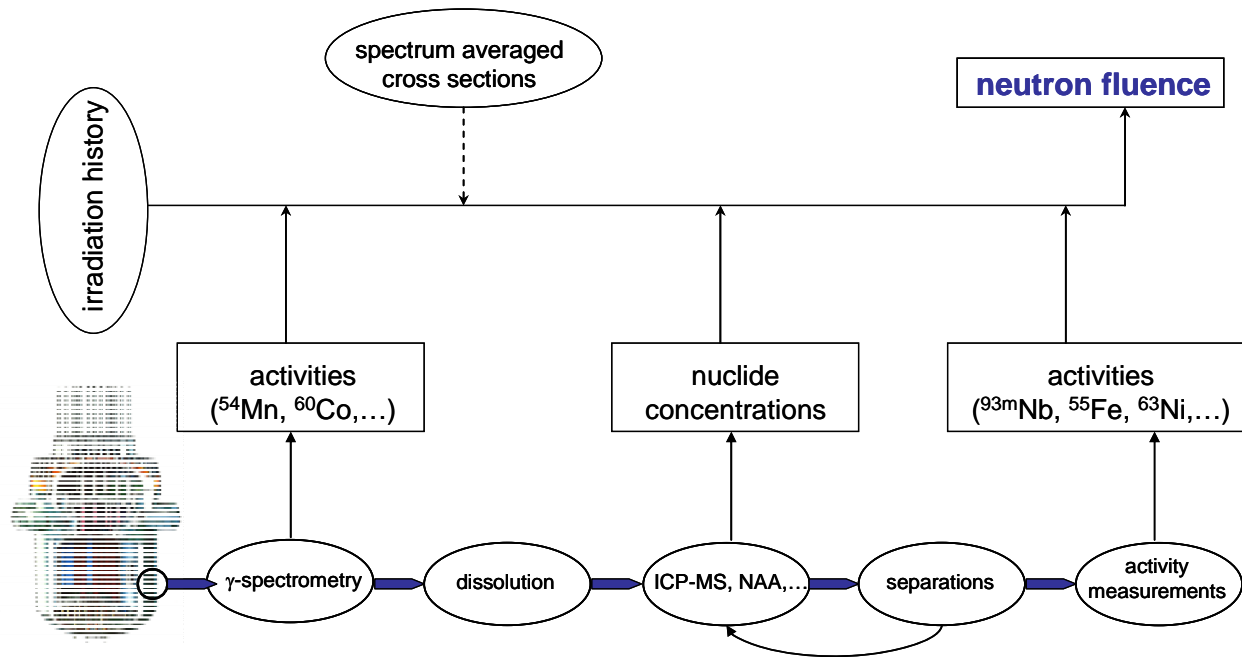 spectrum averaged
cross sections
neutron fluence
irradiation history
activities
(⁵⁴Mn, ⁶⁰Co,…)
nuclide
concentrations
activities
(⁹³ᵐNb, ⁵⁵Fe, ⁶³Ni,…)
γ-spectrometry
dissolution
ICP-MS, NAA,…
separations
activity
measurements